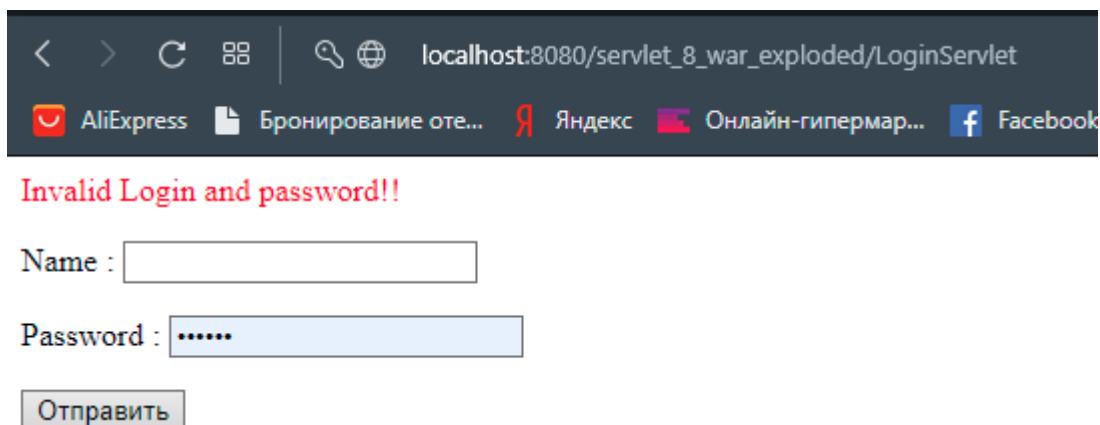 localhost:8080/servlet_8_war_exploded/LoginServlet
AliExpress Бронирование оте... Яндекс Онлайн-гипермар... Facebook
Invalid Login and password!!
Name :
Password : ••••••
Отправить